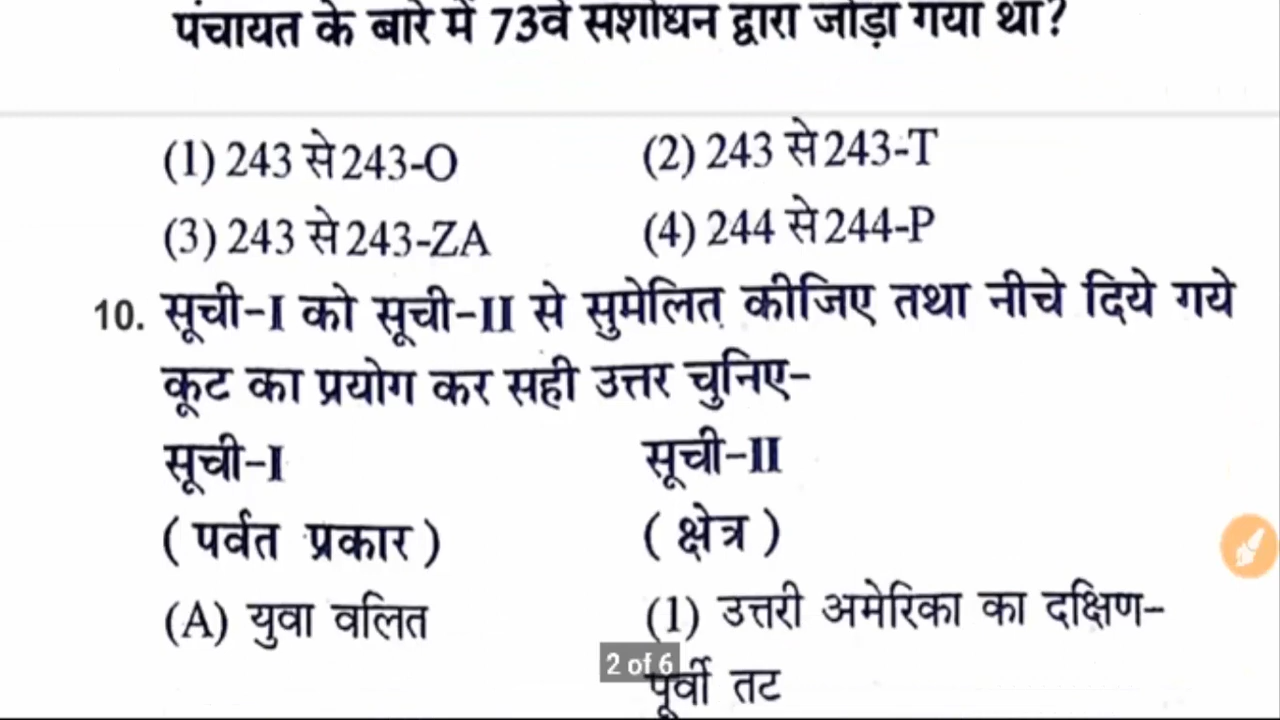 पंचायत के बारे में 73वें संशोधन द्वारा जोड़ा गया था?
(1) 243 से 243-O
(2) 243 से 243-T
(3) 243 से 243-ZA
(4) 244 से 244-P
10. सूची-I को सूची-II से सुमेलित कीजिए तथा नीचे दिये गये
कूट का प्रयोग कर सही उत्तर चुनिए-
सूची-I
सूची-II
( पर्वत प्रकार )
( क्षेत्र )
(A) युवा वलित
(1) उत्तरी अमेरिका का दक्षिण-
पूर्वी तट
2 of 6